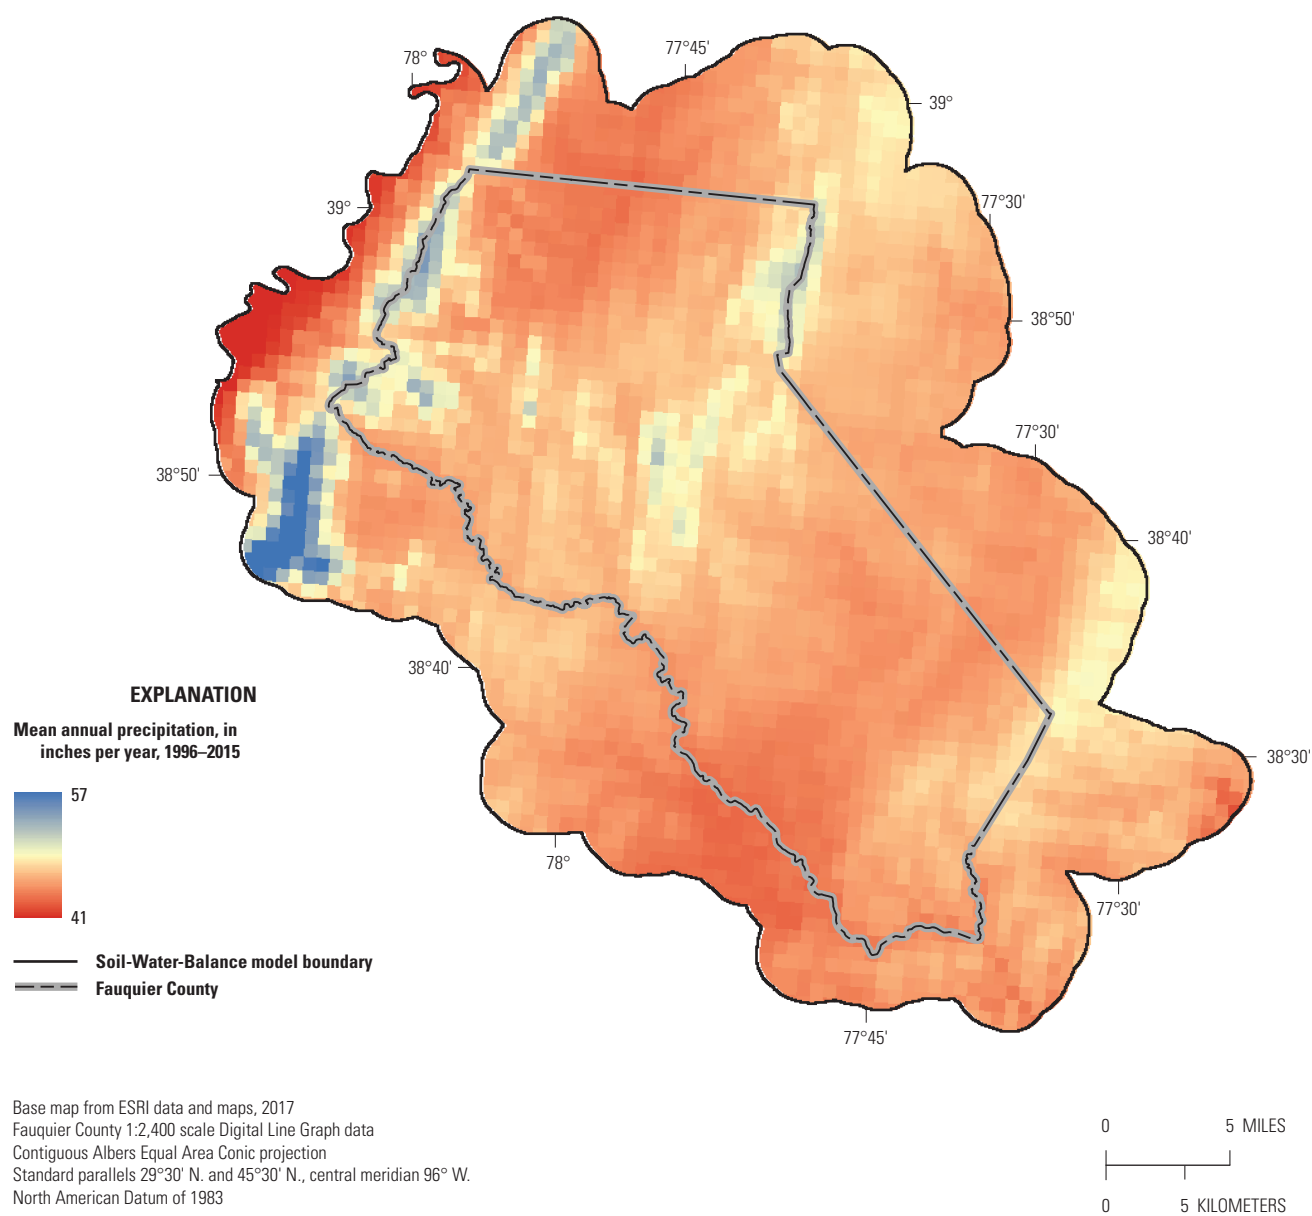 78°
77°45'
39°
77°30'
39°
38°50'
77°30'
38°50'
38°40'
38°40'
EXPLANATION
Mean annual precipitation, in
inches per year, 1996–2015
57
41
38°30'
78°
77°30'
Soil-Water-Balance model boundary
Fauquier County
77°45'
Base map from ESRI data and maps, 2017
Fauquier County 1:2,400 scale Digital Line Graph data
Contiguous Albers Equal Area Conic projection
Standard parallels 29°30' N. and 45°30' N., central meridian 96° W.
North American Datum of 1983
0 5 MILES
0 5 KILOMETERS